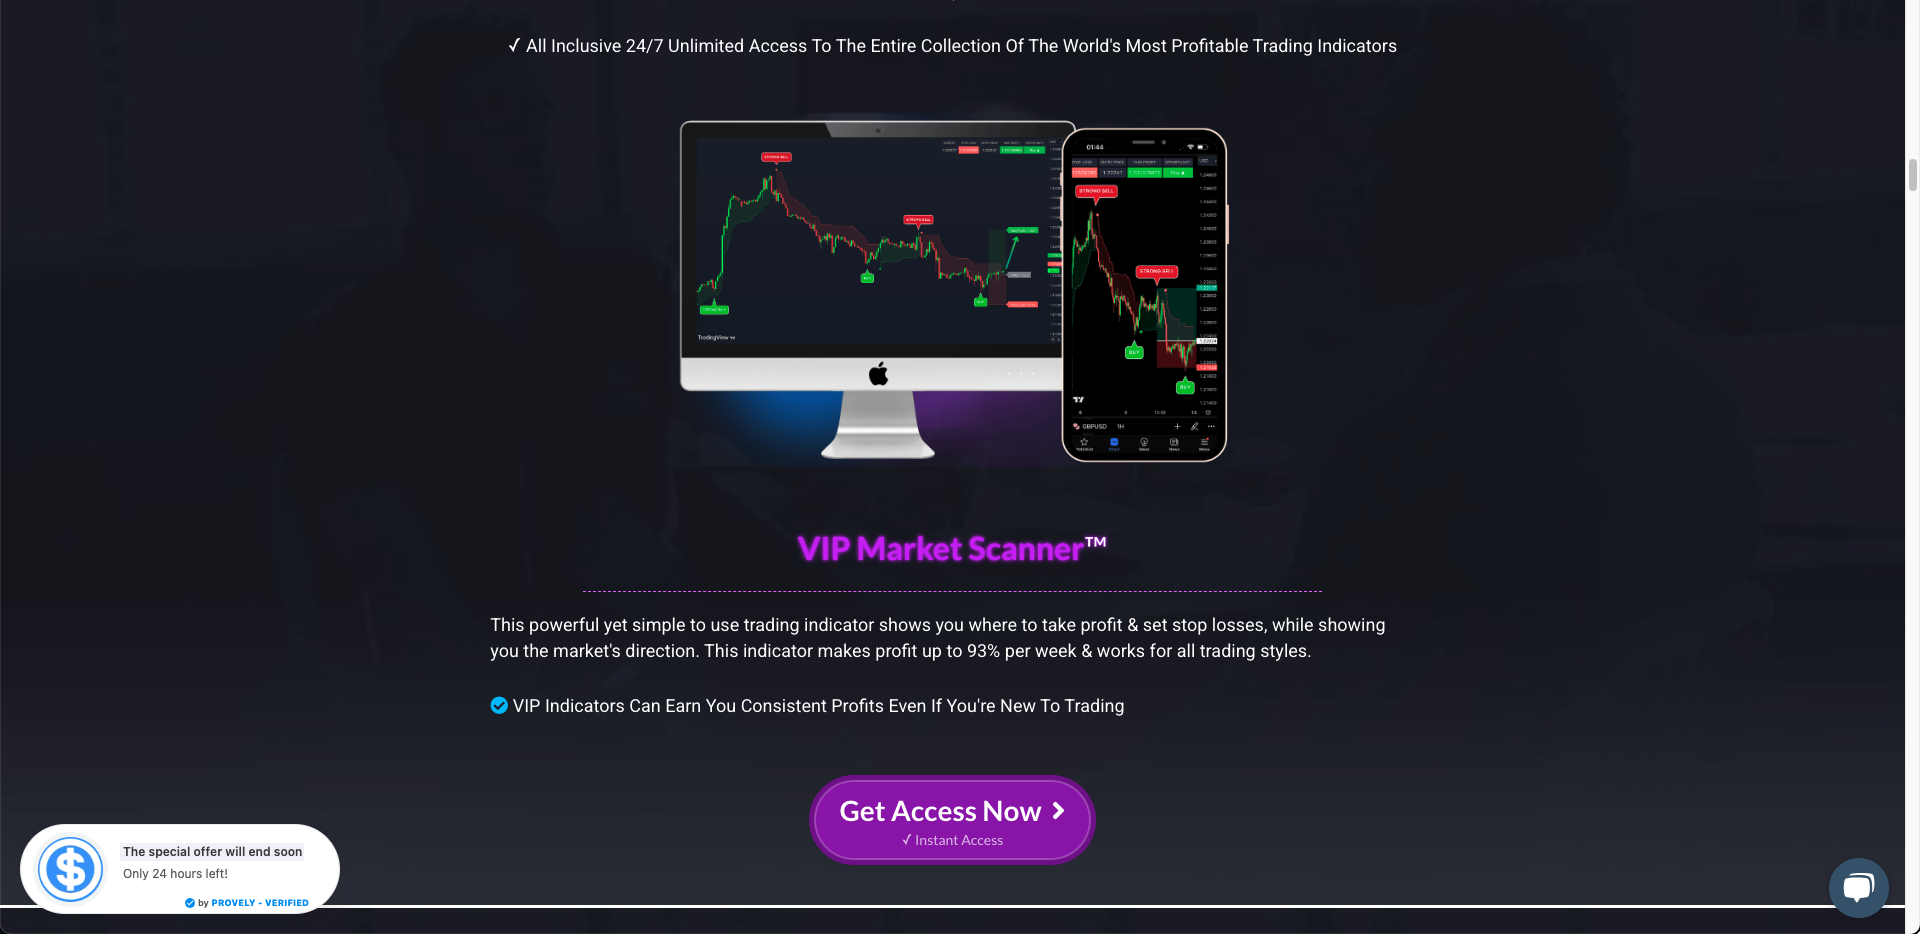 ✓ All Inclusive 24/7 Unlimited Access To The Entire Collection Of The World's Most Profitable Trading Indicators
STRONG SELL
STRONG SELL
BUY
BUY
TradingView
01:44
USD
Buy
STRONG SELL
STRONG SELL
BUY
BUY
GBPUSD 1H
VIP Market Scanner™
This powerful yet simple to use trading indicator shows you where to take profit & set stop losses, while showing
you the market's direction. This indicator makes profit up to 93% per week & works for all trading styles.
VIP Indicators Can Earn You Consistent Profits Even If You're New To Trading
Get Access Now
✓ Instant Access
The special offer will end soon
Only 24 hours left!
by PROVELY - VERIFIED